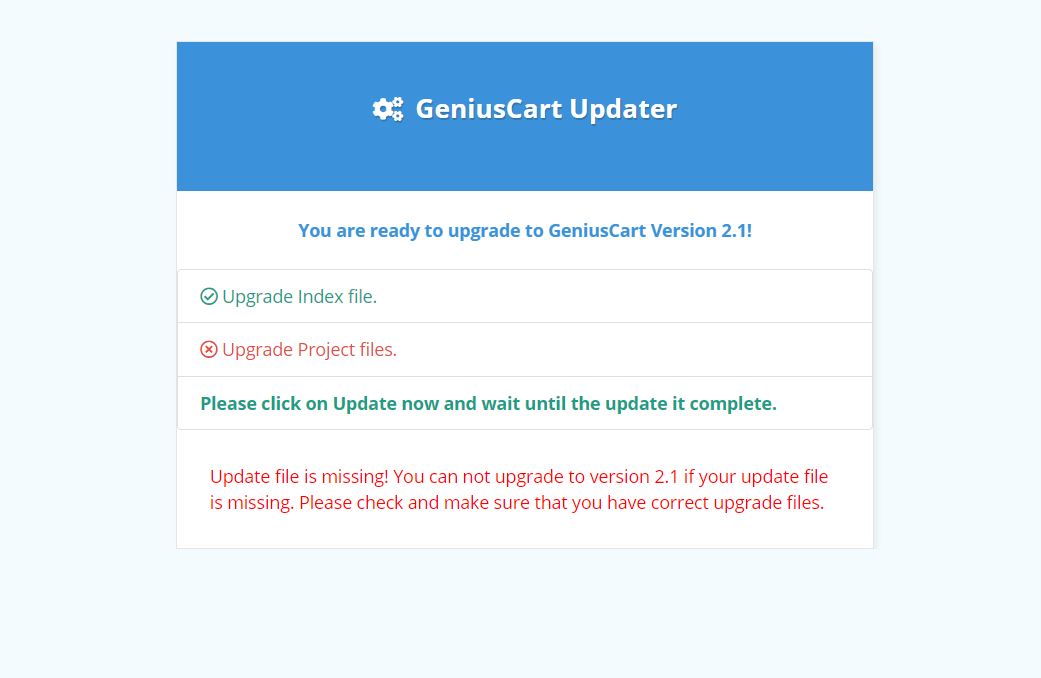 GeniusCart Updater
You are ready to upgrade to GeniusCart Version 2.1!
Upgrade Index file.
Upgrade Project files.
Please click on Update now and wait until the update it complete.
Update file is missing! You can not upgrade to version 2.1 if your update file
is missing. Please check and make sure that you have correct upgrade files.